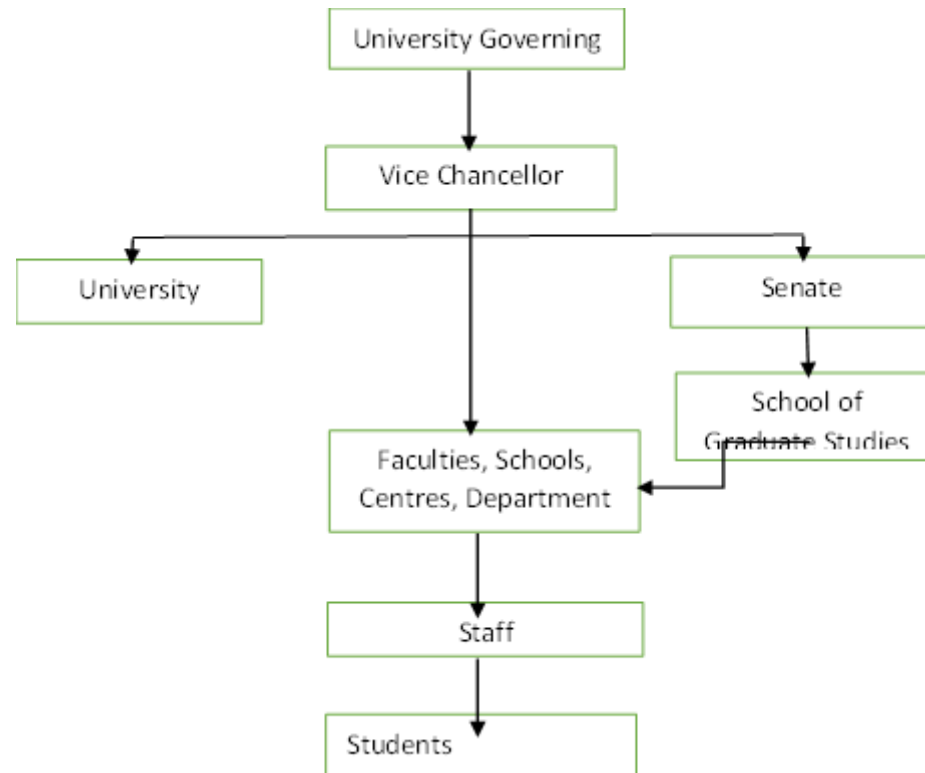 University Governing
Vice Chancellor
University
Senate
School of
Graduate Studies
Faculties, Schools,
Centres, Department
Staff
Students